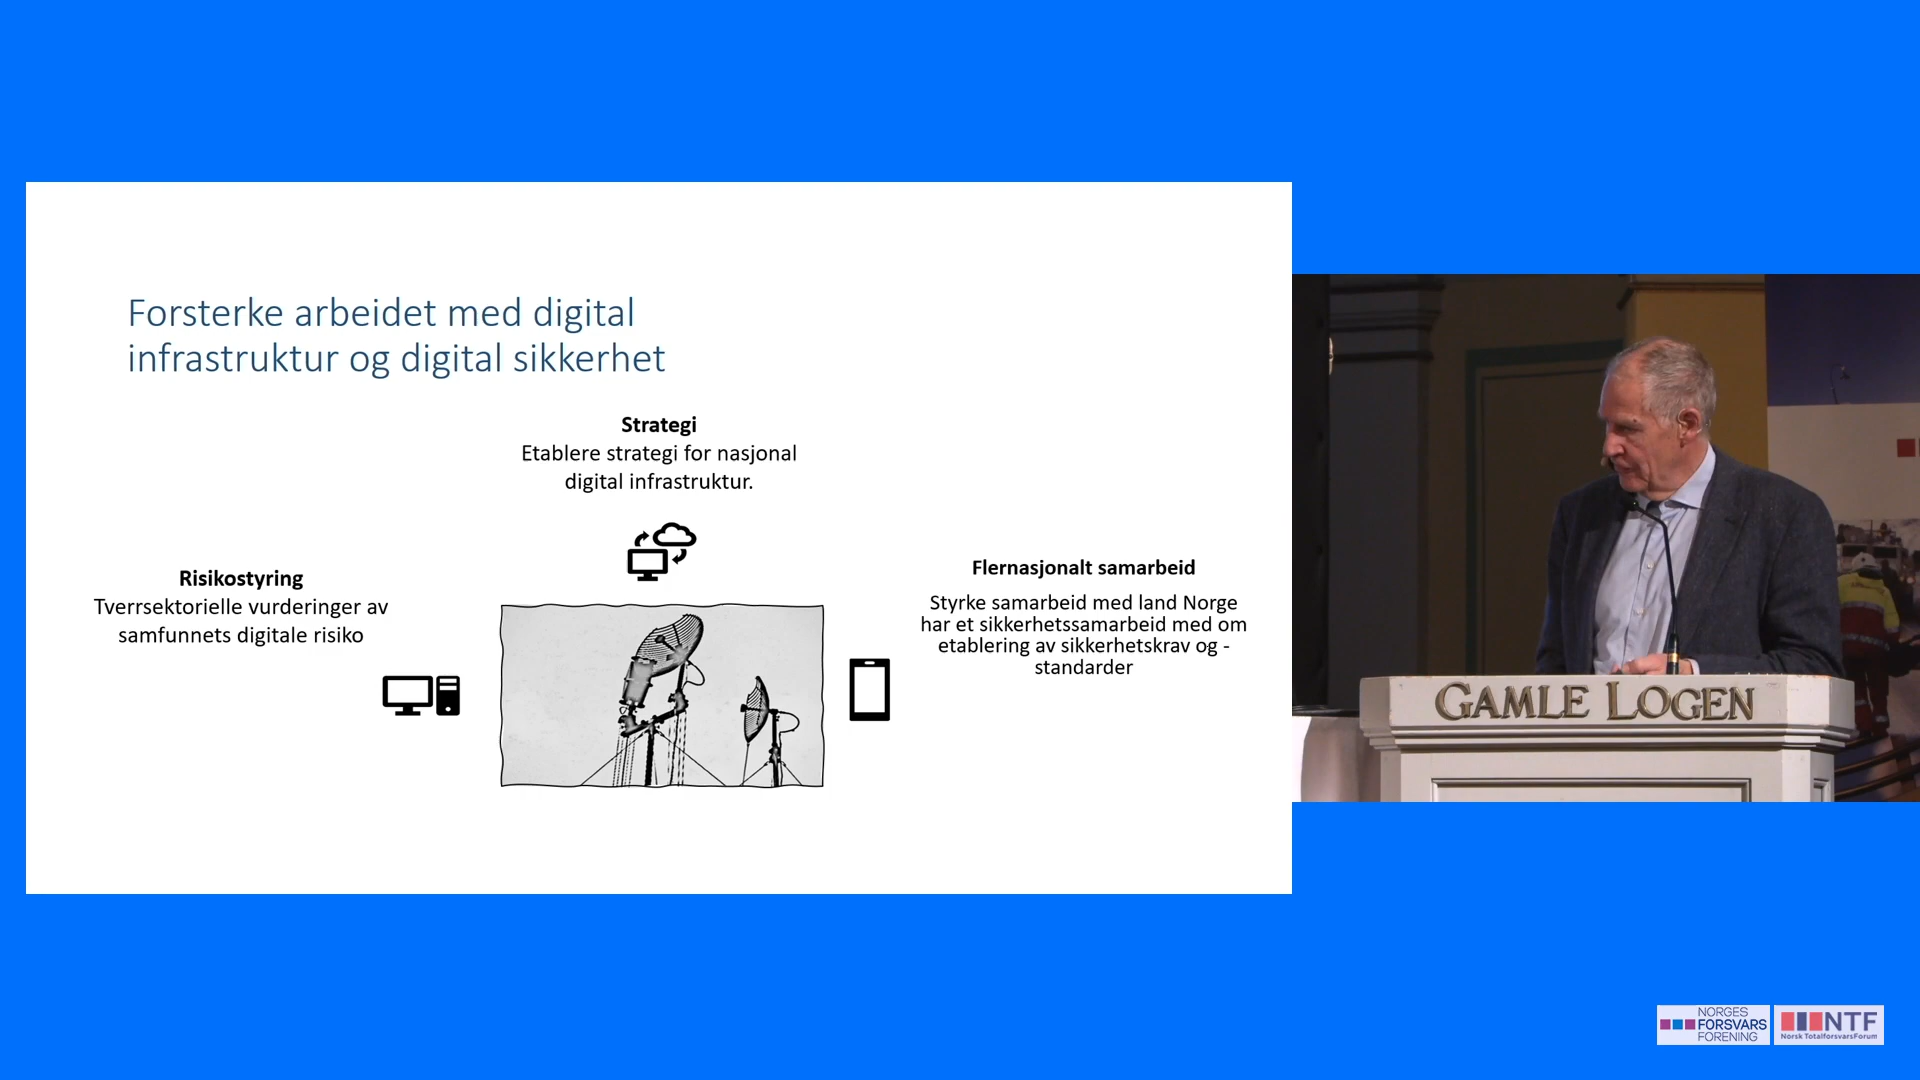 Forsterke arbeidet med digital
infrastruktur og digital sikkerhet
Strategi
Etablere strategi for nasjonal
digital infrastruktur.
Risikostyring
Tverrsektorielle vurderinger av
samfunnets digitale risiko
Flernasjonalt samarbeid
Styrke samarbeid med land Norge
har et sikkerhetssamarbeid med om
etablering av sikkerhetskrav og -
standarder
GAMLE LOGEN
NORGES
FORSVARS
FORENING
NTF
Norsk TotalforsvarsForum